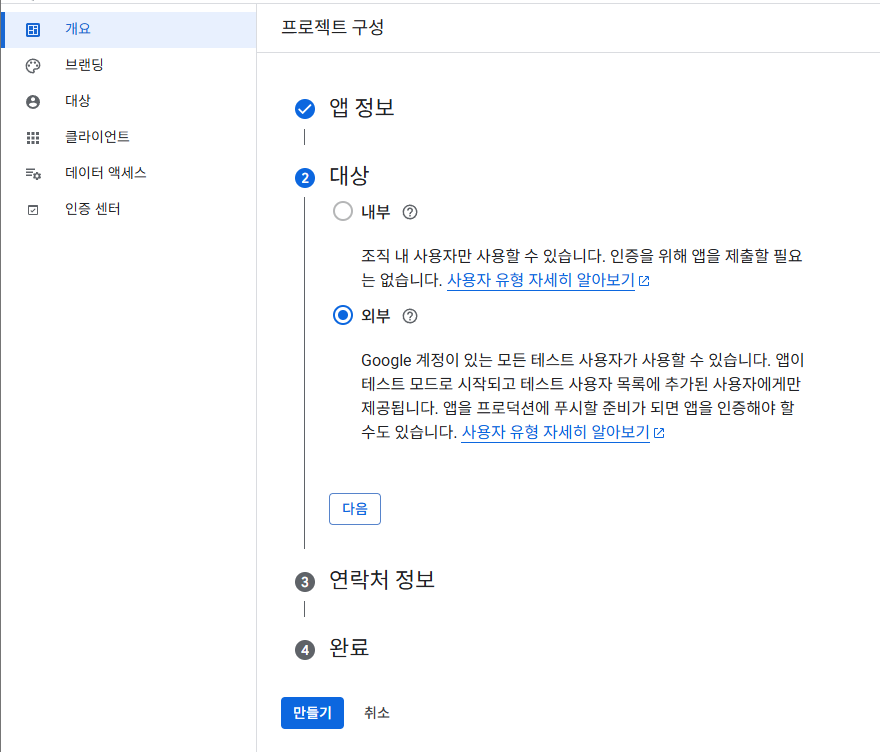 개요
브랜딩
대상
클라이언트
데이터 액세스
인증 센터
프로젝트 구성
앱 정보
2 대상
내부
조직 내 사용자만 사용할 수 있습니다. 인증을 위해 앱을 제출할 필요
는 없습니다. 사용자 유형 자세히 알아보기
외부
Google 계정이 있는 모든 테스트 사용자가 사용할 수 있습니다. 앱이
테스트 모드로 시작되고 테스트 사용자 목록에 추가된 사용자에게만
제공됩니다. 앱을 프로덕션에 푸시할 준비가 되면 앱을 인증해야 할
수도 있습니다. 사용자 유형 자세히 알아보기
다음
3 연락처 정보
4 완료
만들기 취소